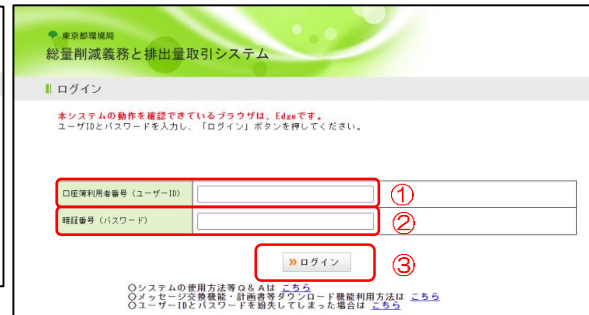 東京都環境局
総量削減義務と排出量取引システム
ログイン
本システムの動作を確認できているブラウザは、Edgeです。
ユーザIDとパスワードを入力し、「ログイン」ボタンを押してください。
口座簿利用者番号（ユーザーID） ①
暗証番号（パスワード） ②
»ログイン ③
○システムの使用方法等Q&Aは こちら
○メッセージ交換機能・計画書等ダウンロード機能利用方法は こちら
○ユーザーIDとパスワードを紛失してしまった場合は こちら